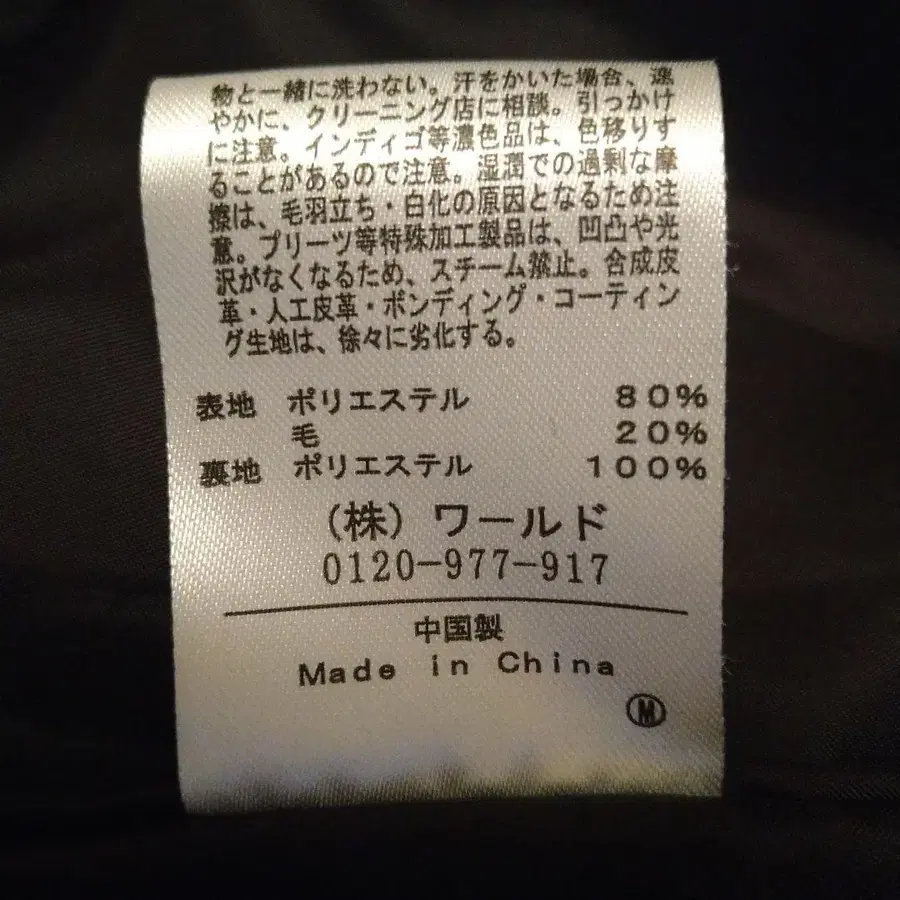 物と一緒に洗わない。汗をかいた場合、速
やかに、クリーニング店に相談。引っかけ
に注意。インディゴ等濃色品は、色移りす
ることがあるので注意。湿潤での過剰な摩
擦は、毛羽立ち・白化の原因となるため注
意。プリーツ等特殊加工製品は、凹凸や光
沢がなくなるため、スチーム禁止。合成皮
革・人工皮革・ボンディング・コーティン
グ生地は、徐々に劣化する。
表地 ポリエステル 80%
毛 20%
裏地 ポリエステル 100%
(株) ワールド
0120-977-917
中国製
Made in China
Ⓜ